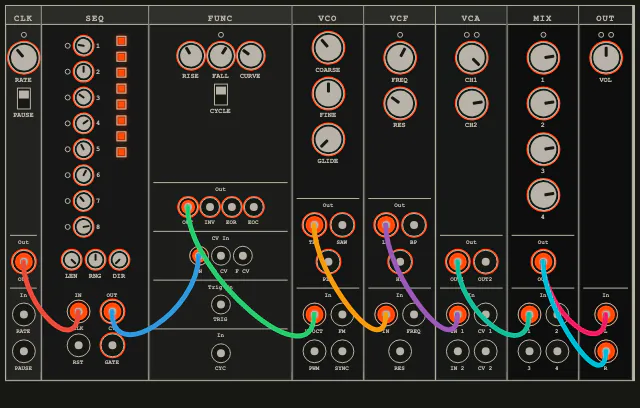 CLK SEQ FUNC VCO VCF VCA MIX OUT
RATE
PAUSE
Out
In
RATE
PAUSE
1
2
3
4
5
6
7
8
LEN RNG DIR
IN OUT
RST GATE
RISE FALL CURVE
CYCLE
Out
INV EOR EOC
CV In
CV F CV
TRIG
In
CYC
COARSE
FINE
GLIDE
Out
SAW
In
FM
PWM SYNC
FREQ
RES
Out
BP
In
IN FREQ
RES
CH1
CH2
Out
OUT2
In
CV 1
IN 2 CV 2
1
2
3
4
Out
2
3 4
VOL
In
R